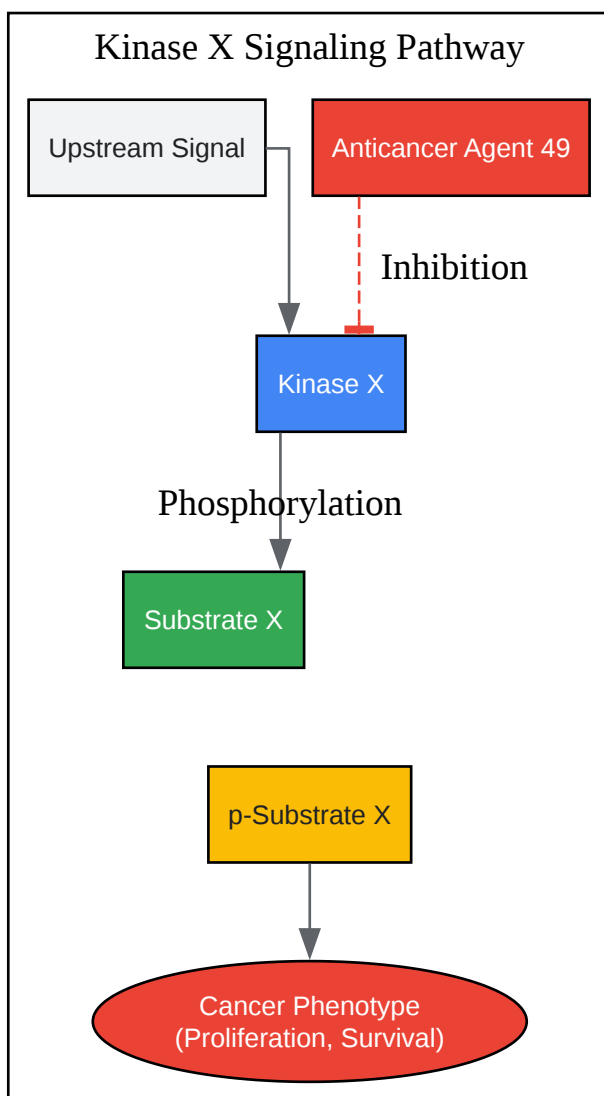 Kinase X Signaling Pathway
Upstream Signal
Anticancer Agent 49
Inhibition
Kinase X
Phosphorylation
Substrate X
p-Substrate X
Cancer Phenotype
(Proliferation, Survival)